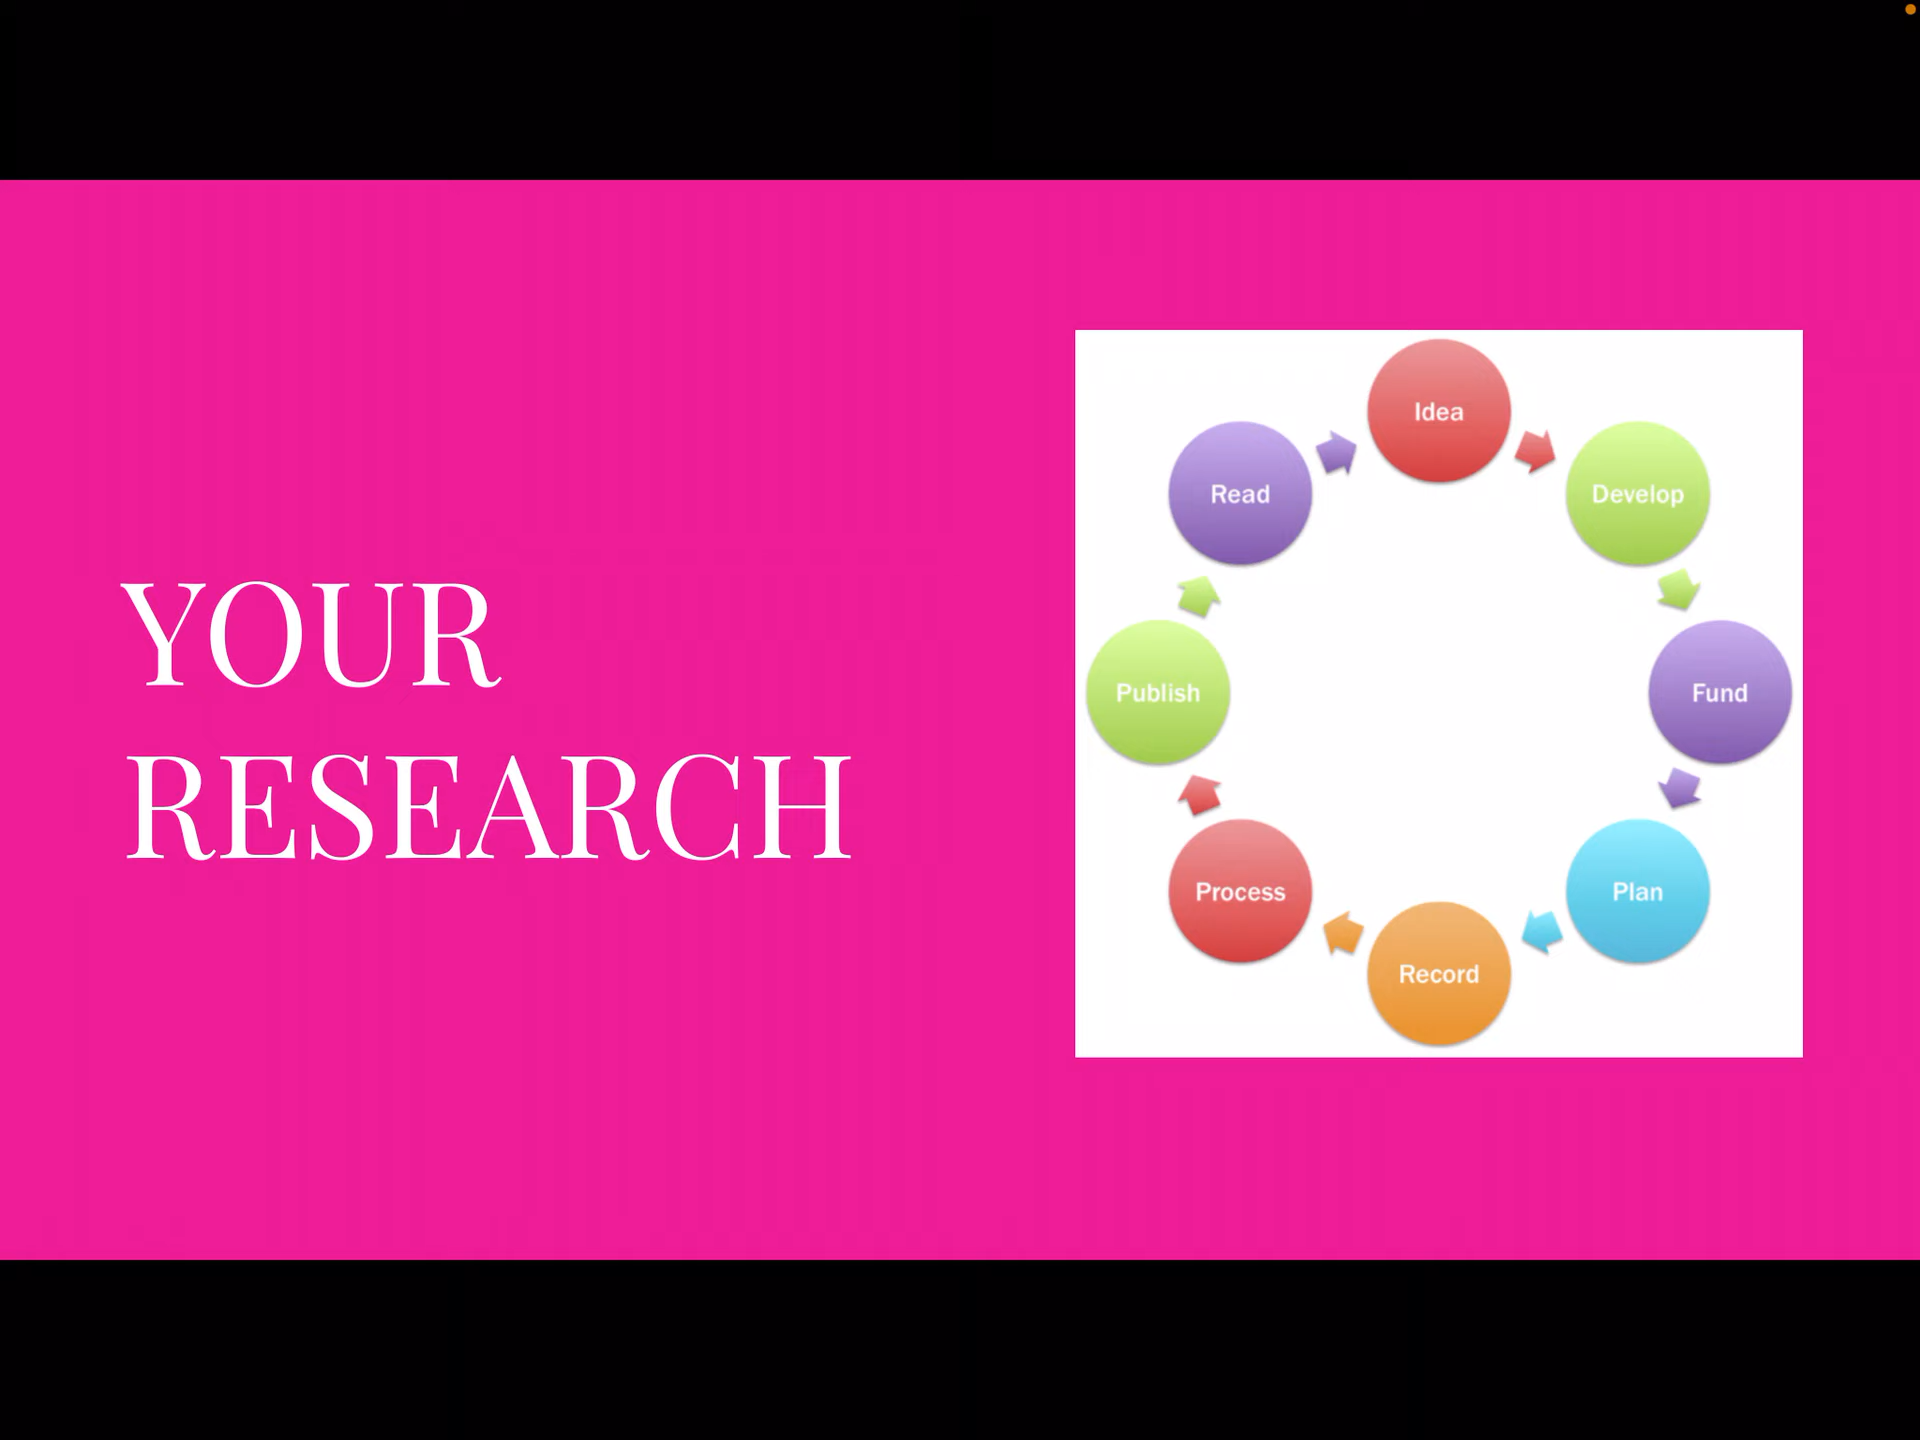 YOUR
RESEARCH
Idea
Develop
Fund
Plan
Record
Process
Publish
Read